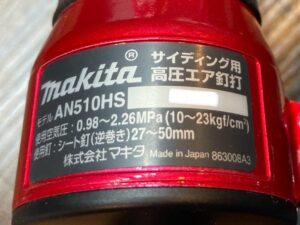 makita® サイディング用
高圧エア釘打
モデル AN510HS
使用空気圧：0.98～2.26MPa (10～23kgf/cm²)
使用釘：シート釘(逆巻き)27～50mm
株式会社マキタ Made in Japan 863008A3